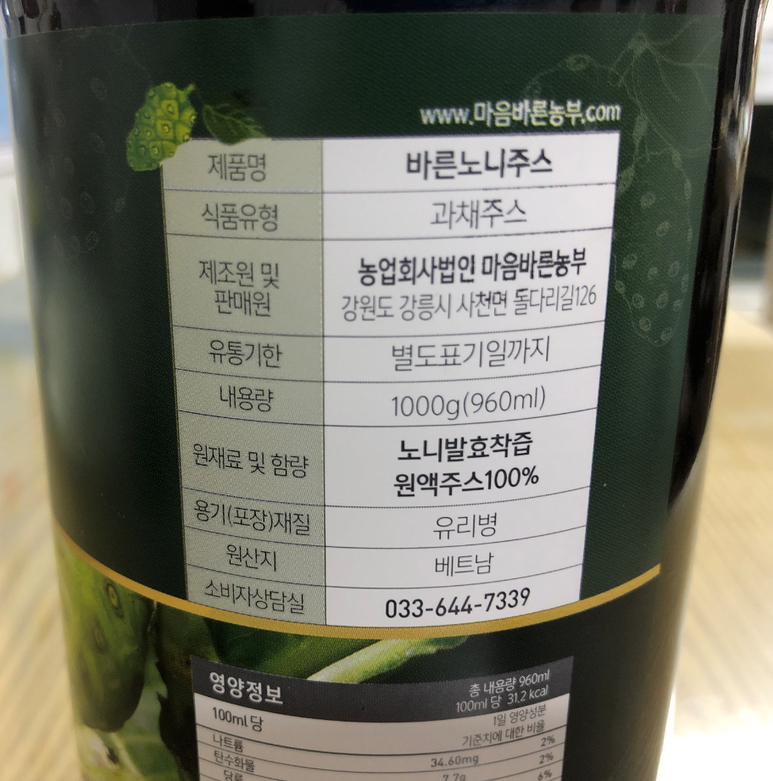 www.마음바른농부.com
제품명 바른노니주스
식품유형 과채주스
제조원 및 판매원 농업회사법인 마음바른농부
강원도 강릉시 사천면 돌다리길126
유통기한 별도표기일까지
내용량 1000g(960ml)
원재료 및 함량 노니발효착즙
원액주스100%
용기(포장)재질 유리병
원산지 베트남
소비자상담실 033-644-7339
영양정보 총 내용량 960ml
100ml 당 31.2 kcal
100ml 당 1일 영양성분
기준치에 대한 비율
나트륨 34.60mg 2%
탄수화물 7.7g 2%
당류 6%